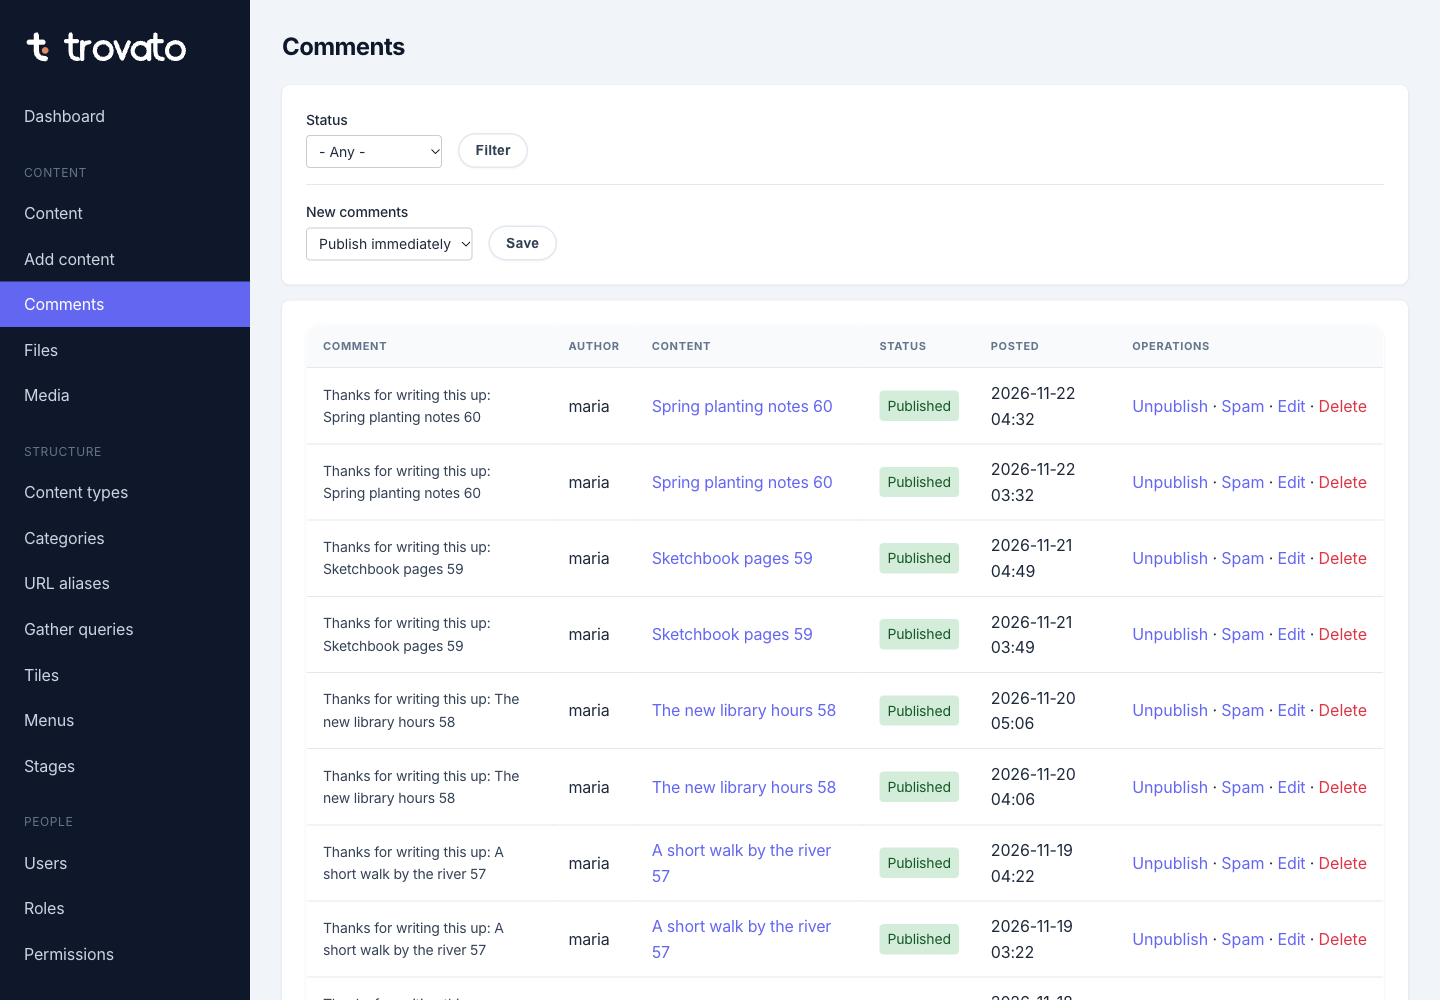 trovato
Dashboard
CONTENT
Content
Add content
Comments
Files
Media
STRUCTURE
Content types
Categories
URL aliases
Gather queries
Tiles
Menus
Stages
PEOPLE
Users
Roles
Permissions
Comments
Status
- Any -
Filter
New comments
Publish immediately
Save
COMMENT AUTHOR CONTENT STATUS POSTED OPERATIONS
Thanks for writing this up:
Spring planting notes 60
maria
Spring planting notes 60
Published
2026-11-22
04:32
Unpublish · Spam · Edit · Delete
Thanks for writing this up:
Spring planting notes 60
maria
Spring planting notes 60
Published
2026-11-22
03:32
Unpublish · Spam · Edit · Delete
Thanks for writing this up:
Sketchbook pages 59
maria
Sketchbook pages 59
Published
2026-11-21
04:49
Unpublish · Spam · Edit · Delete
Thanks for writing this up:
Sketchbook pages 59
maria
Sketchbook pages 59
Published
2026-11-21
03:49
Unpublish · Spam · Edit · Delete
Thanks for writing this up: The
new library hours 58
maria
The new library hours 58
Published
2026-11-20
05:06
Unpublish · Spam · Edit · Delete
Thanks for writing this up: The
new library hours 58
maria
The new library hours 58
Published
2026-11-20
04:06
Unpublish · Spam · Edit · Delete
Thanks for writing this up: A
short walk by the river 57
maria
A short walk by the river
57
Published
2026-11-19
04:22
Unpublish · Spam · Edit · Delete
Thanks for writing this up: A
short walk by the river 57
maria
A short walk by the river
57
Published
2026-11-19
03:22
Unpublish · Spam · Edit · Delete